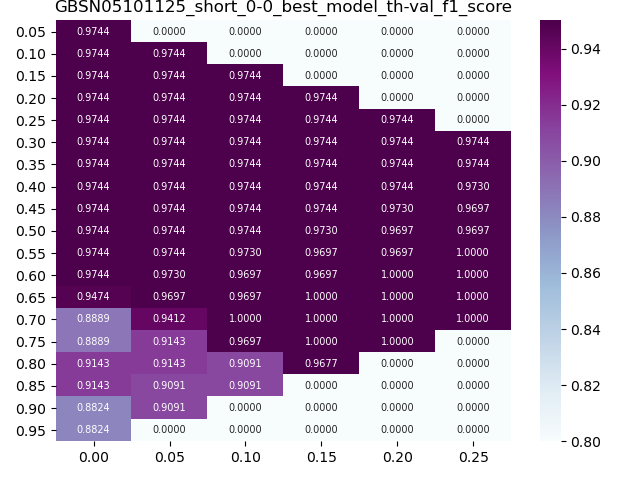 GBSN05101125_short_0-0_best_model_th-val_f1_score
0.05 0.9744 0.0000 0.0000 0.0000 0.0000 0.0000
0.10 0.9744 0.9744 0.0000 0.0000 0.0000 0.0000
0.15 0.9744 0.9744 0.9744 0.0000 0.0000 0.0000
0.20 0.9744 0.9744 0.9744 0.9744 0.0000 0.0000
0.25 0.9744 0.9744 0.9744 0.9744 0.9744 0.0000
0.30 0.9744 0.9744 0.9744 0.9744 0.9744 0.9744
0.35 0.9744 0.9744 0.9744 0.9744 0.9744 0.9744
0.40 0.9744 0.9744 0.9744 0.9744 0.9744 0.9730
0.45 0.9744 0.9744 0.9744 0.9744 0.9730 0.9697
0.50 0.9744 0.9744 0.9744 0.9730 0.9697 0.9697
0.55 0.9744 0.9744 0.9730 0.9697 0.9697 1.0000
0.60 0.9744 0.9730 0.9697 0.9697 1.0000 1.0000
0.65 0.9474 0.9697 0.9697 1.0000 1.0000 1.0000
0.70 0.8889 0.9412 1.0000 1.0000 1.0000 1.0000
0.75 0.8889 0.9143 0.9697 1.0000 1.0000 0.0000
0.80 0.9143 0.9143 0.9091 0.9677 0.0000 0.0000
0.85 0.9143 0.9091 0.9091 0.0000 0.0000 0.0000
0.90 0.8824 0.9091 0.0000 0.0000 0.0000 0.0000
0.95 0.8824 0.0000 0.0000 0.0000 0.0000 0.0000
0.00 0.05 0.10 0.15 0.20 0.25
0.94
0.92
0.90
0.88
0.86
0.84
0.82
0.80